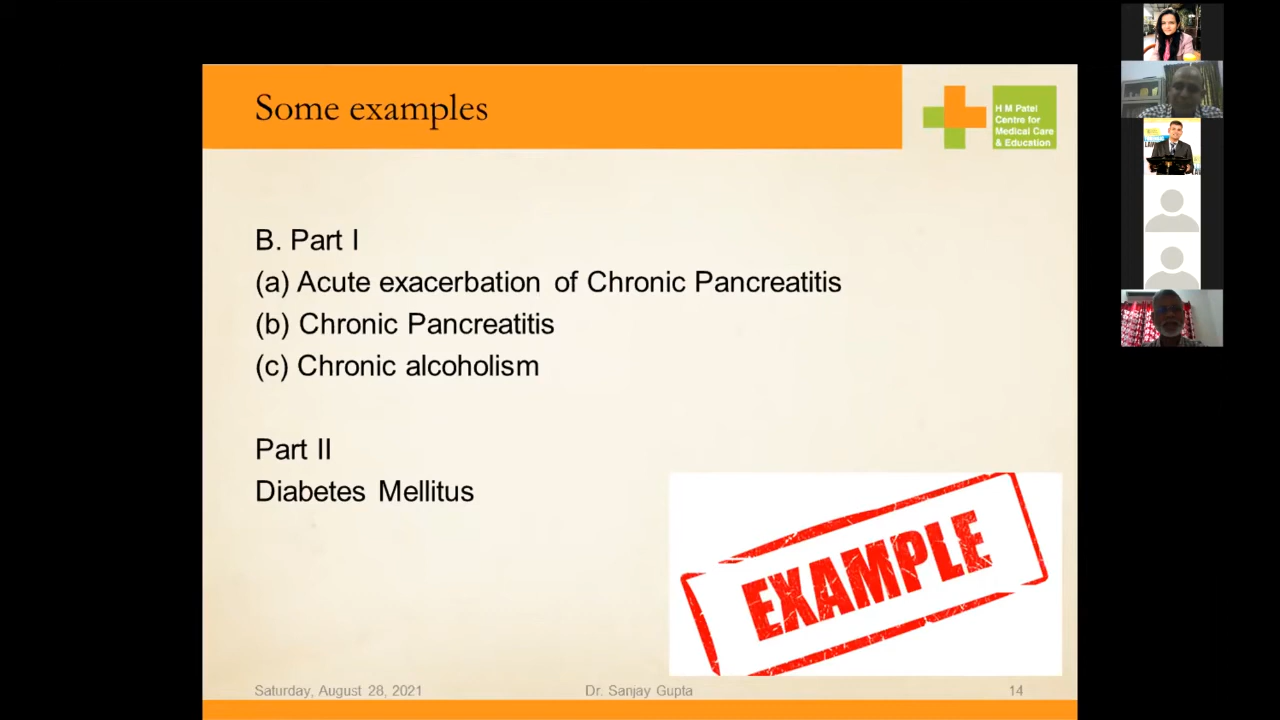 Some examples
H M Patel
Centre for
Medical Care
& Education
B. Part I
(a) Acute exacerbation of Chronic Pancreatitis
(b) Chronic Pancreatitis
(c) Chronic alcoholism
Part II
Diabetes Mellitus
EXAMPLE
Saturday, August 28, 2021
Dr. Sanjay Gupta
14